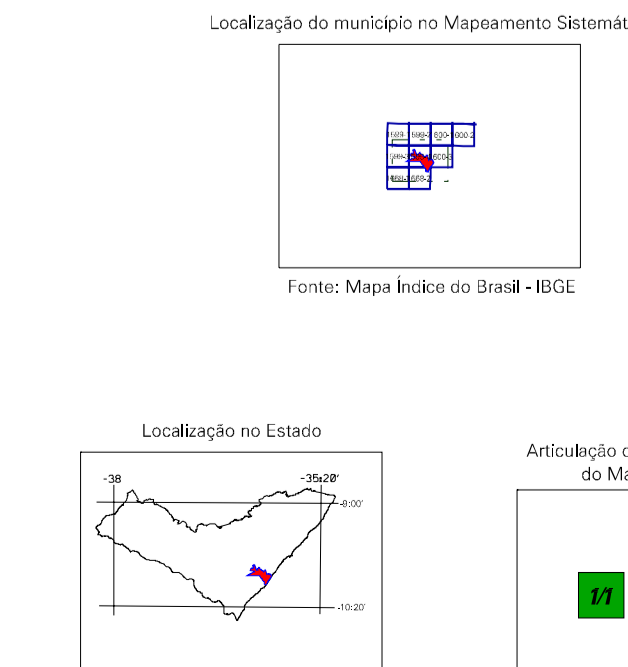 Localização do município no Mapeamento Sistemát
Fonte: Mapa Índice do Brasil - IBGE
Localização no Estado
-38
-35:20'
-9:00'
-10:20'
Articulação
do Ma
1/1